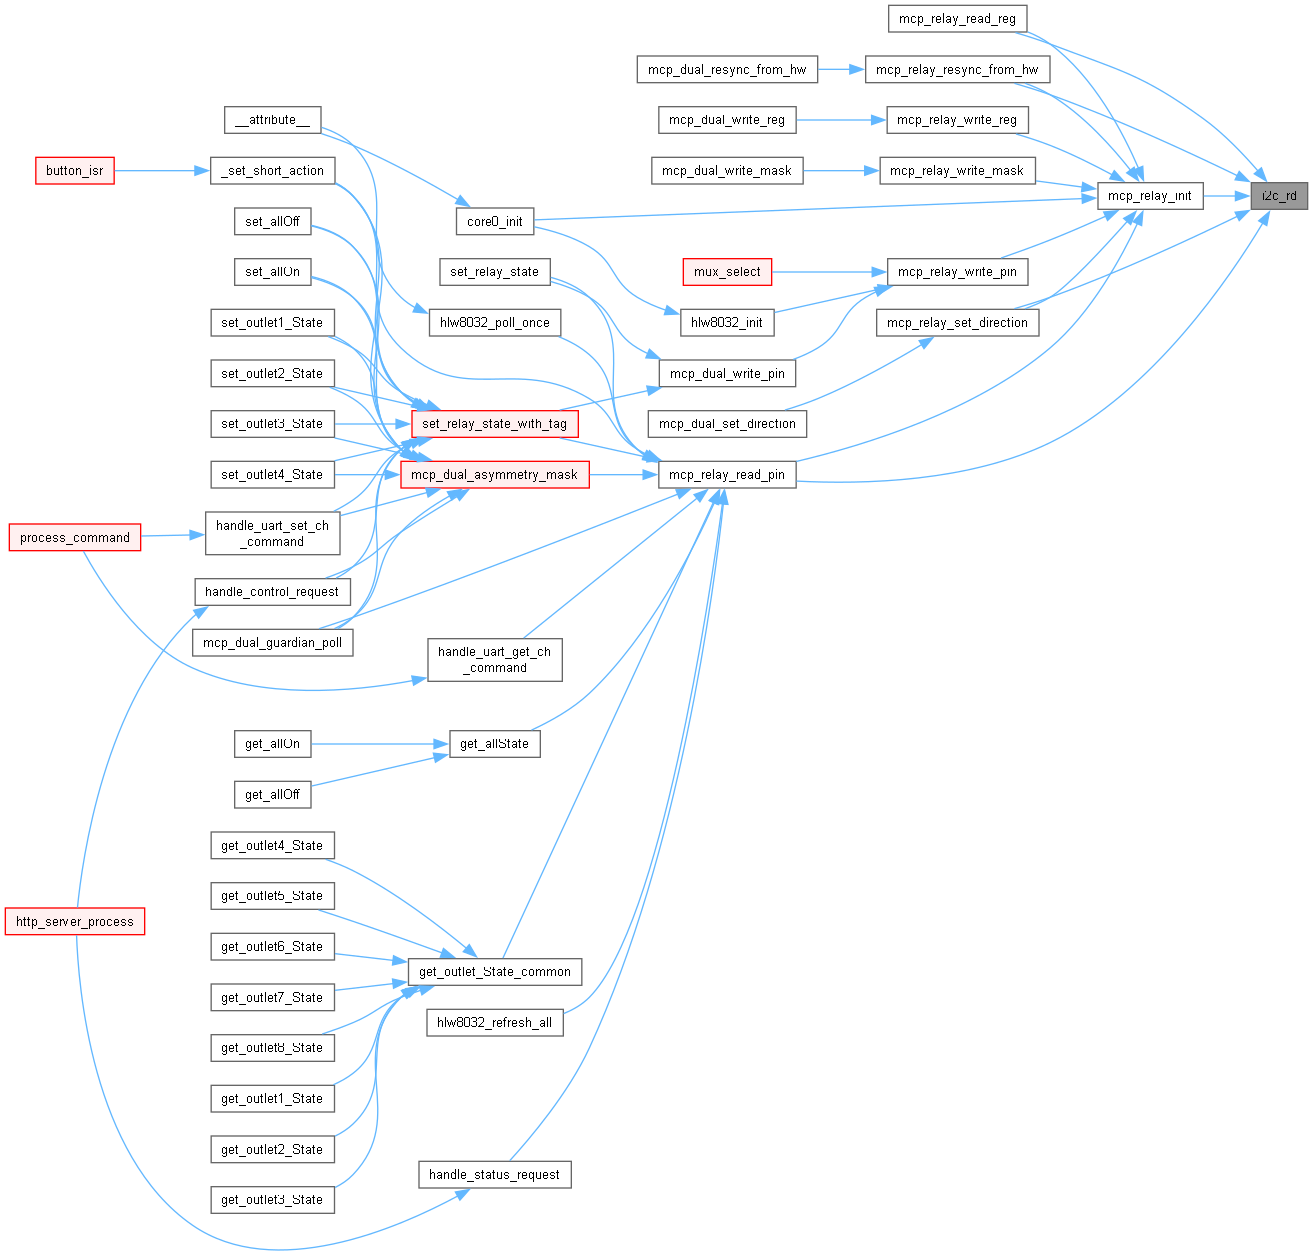 mcp_relay_read_reg
mcp_dual_resync_from_hw
mcp_relay_resync_from_hw
__attribute__
mcp_dual_write_reg
mcp_relay_write_reg
button_isr
_set_short_action
mcp_dual_write_mask
mcp_relay_write_mask
mcp_relay_init
i2c_rd
set_allOff
core0_init
set_allOn
set_relay_state
mux_select
mcp_relay_write_pin
set_outlet1_State
hlw8032_poll_once
hlw8032_init
mcp_relay_set_direction
set_outlet2_State
mcp_dual_write_pin
set_outlet3_State
set_relay_state_with_tag
mcp_dual_set_direction
set_outlet4_State
mcp_dual_asymmetry_mask
mcp_relay_read_pin
process_command
handle_uart_set_ch
_command
handle_control_request
mcp_dual_guardian_poll
handle_uart_get_ch
_command
get_allOn
get_allState
get_allOff
get_outlet4_State
get_outlet5_State
http_server_process
get_outlet6_State
get_outlet_State_common
get_outlet7_State
hlw8032_refresh_all
get_outlet8_State
get_outlet1_State
get_outlet2_State
handle_status_request
get_outlet3_State